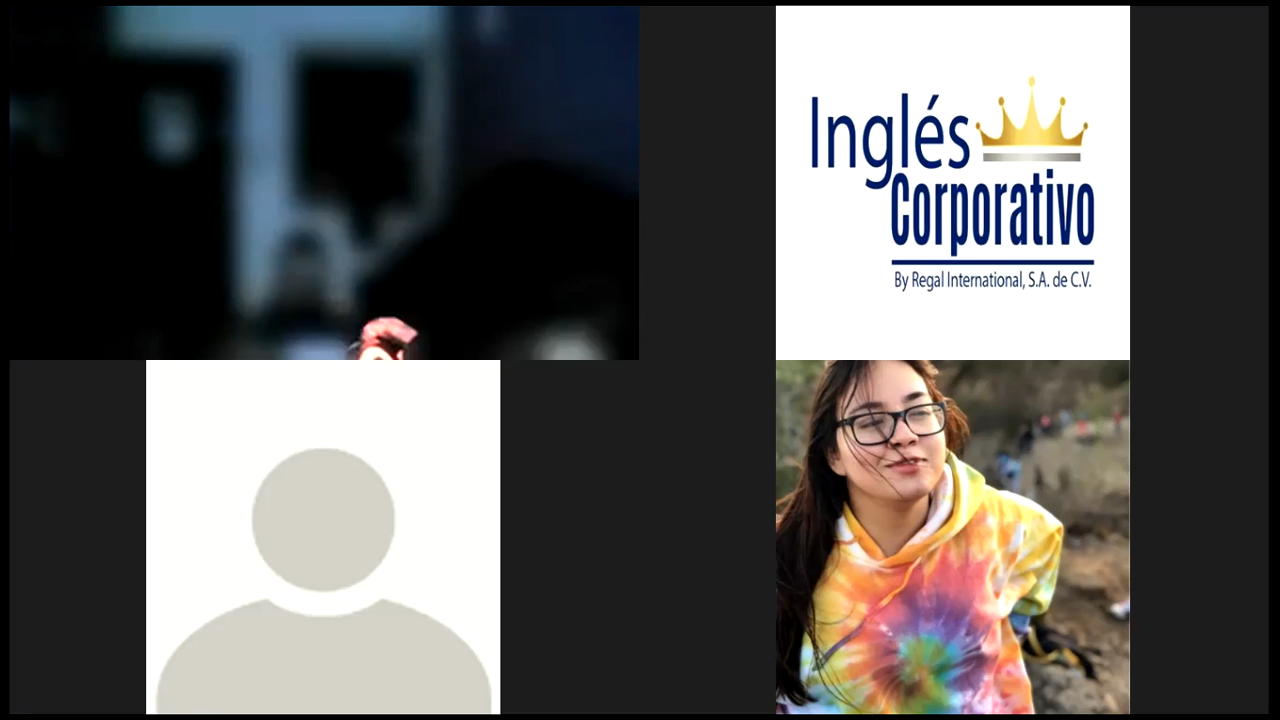 Inglés
Corporativo
By Regal International, S.A. de C.V.